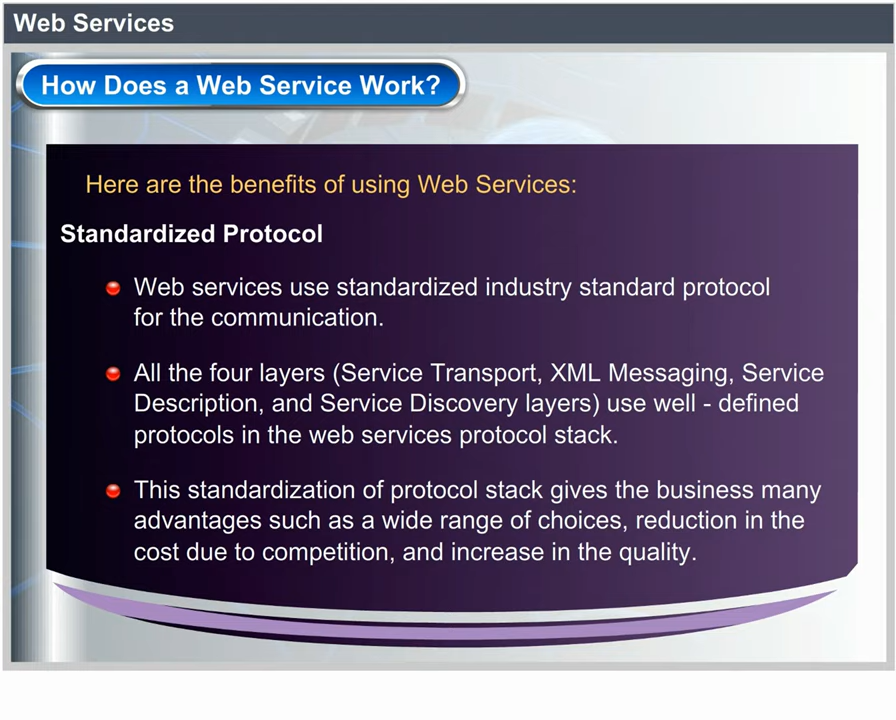 Web Services
How Does a Web Service Work?
Here are the benefits of using Web Services:
Standardized Protocol
Web services use standardized industry standard protocol
for the communication.
All the four layers (Service Transport, XML Messaging, Service
Description, and Service Discovery layers) use well - defined
protocols in the web services protocol stack.
This standardization of protocol stack gives the business many
advantages such as a wide range of choices, reduction in the
cost due to competition, and increase in the quality.